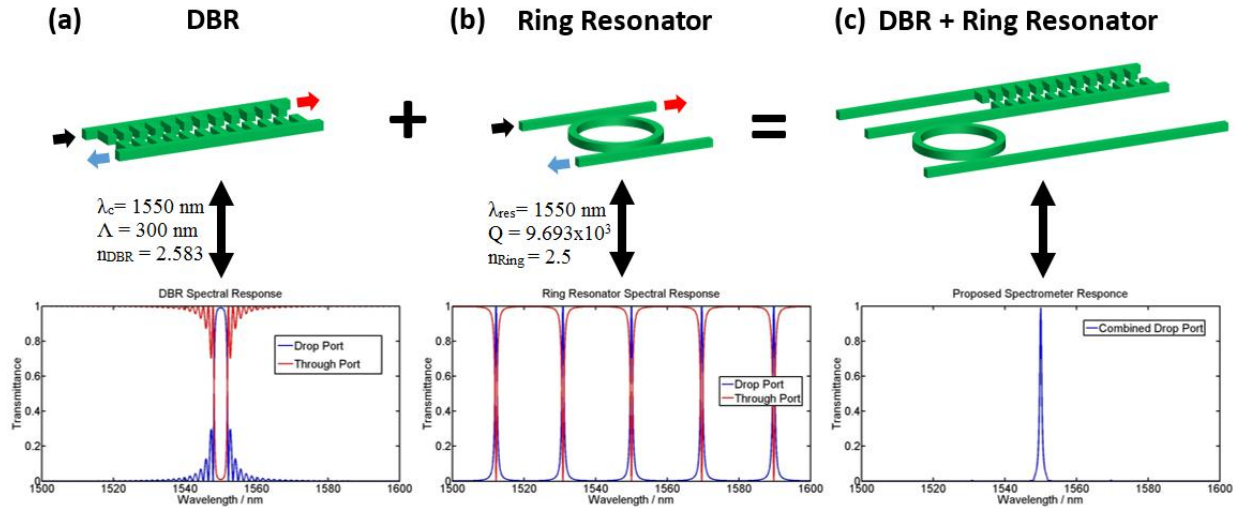 (a) DBR
(b) Ring Resonator
(c) DBR + Ring Resonator
+
=
λc= 1550 nm
Λ = 300 nm
nDBR = 2.583
λres= 1550 nm
Q = 9.693x10³
nRing = 2.5
DBR Spectral Response
1
0.8
0.6
0.4
0.2
0
Transmittance
Drop Port
Through Port
1500 1520 1540 1560 1580 1600
Wavelength / nm
Ring Resonator Spectral Response
1
0.8
0.6
0.4
0.2
0
Transmittance
Drop Port
Through Port
1500 1520 1540 1560 1580 1600
Wavelength / nm
Proposed Spectrometer Responce
1
0.8
0.6
0.4
0.2
0
Transmittance
Combined Drop Port
1500 1520 1540 1560 1580 1600
Wavelength / nm